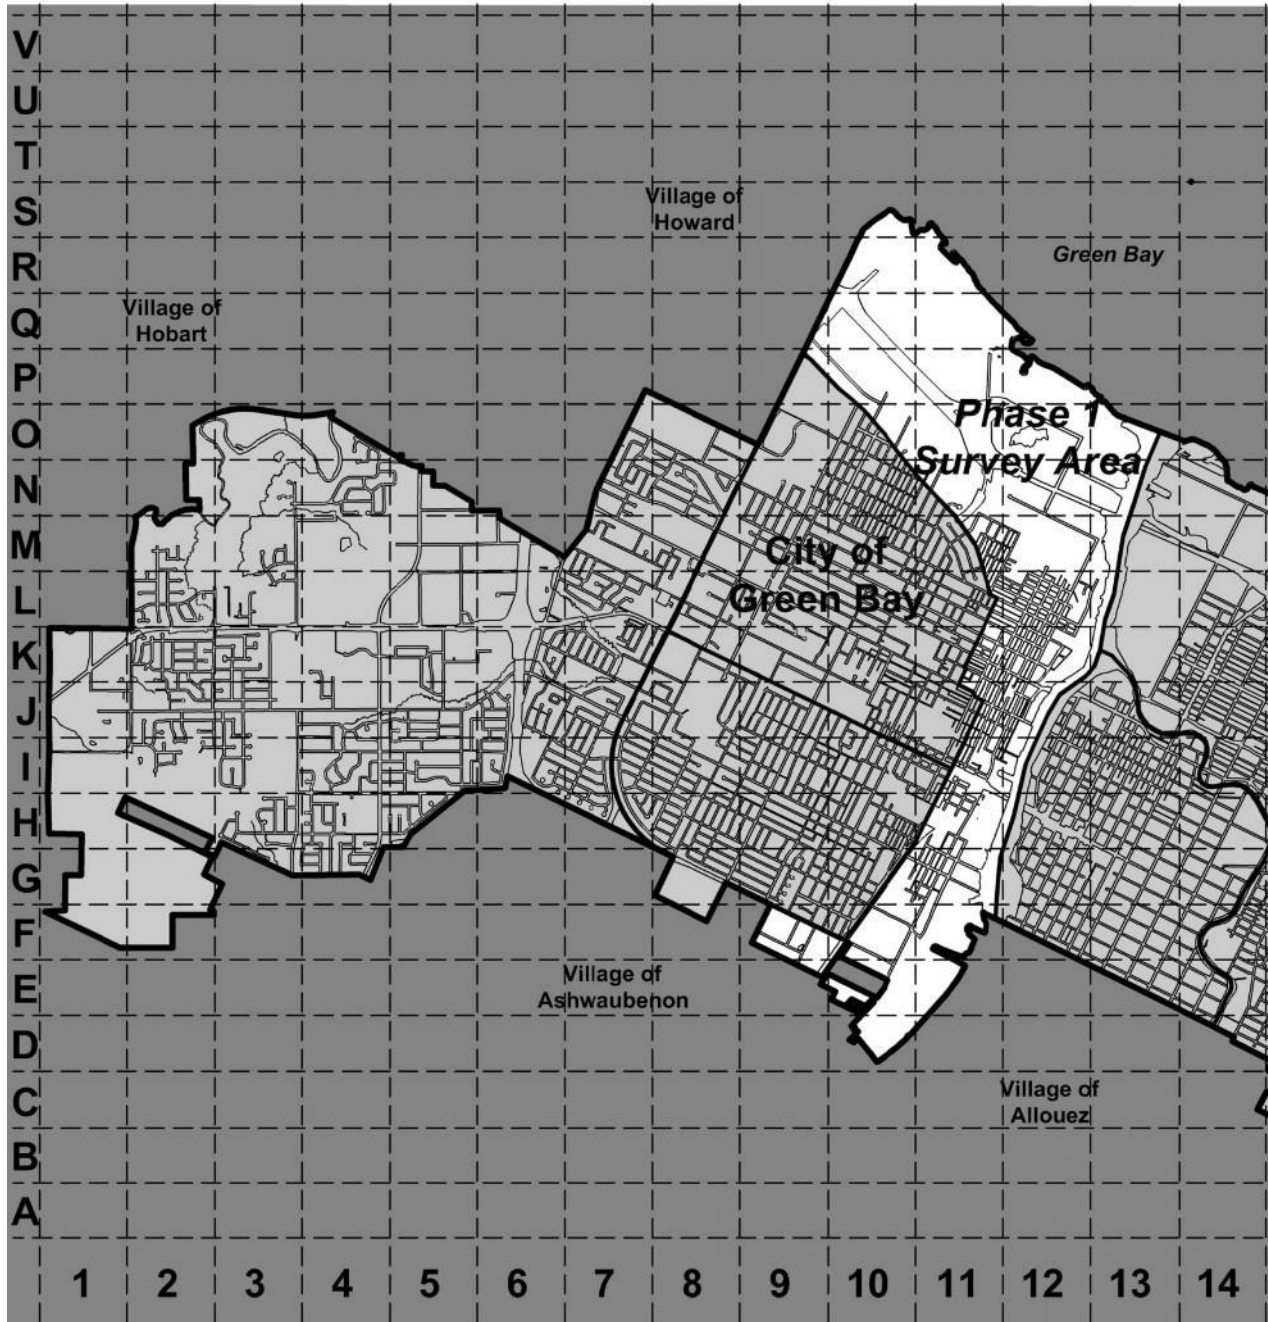 V
U
T
S
Village of
Howard
R
Green Bay
Q
Village of
Hobart
P
O
Phase 1
Survey Area
N
M
City of
Green Bay
L
K
J
I
H
G
F
E
Village of
Ashwaubenon
D
C
Village of
Allouez
B
A
1 2 3 4 5 6 7 8 9 10 11 12 13 14